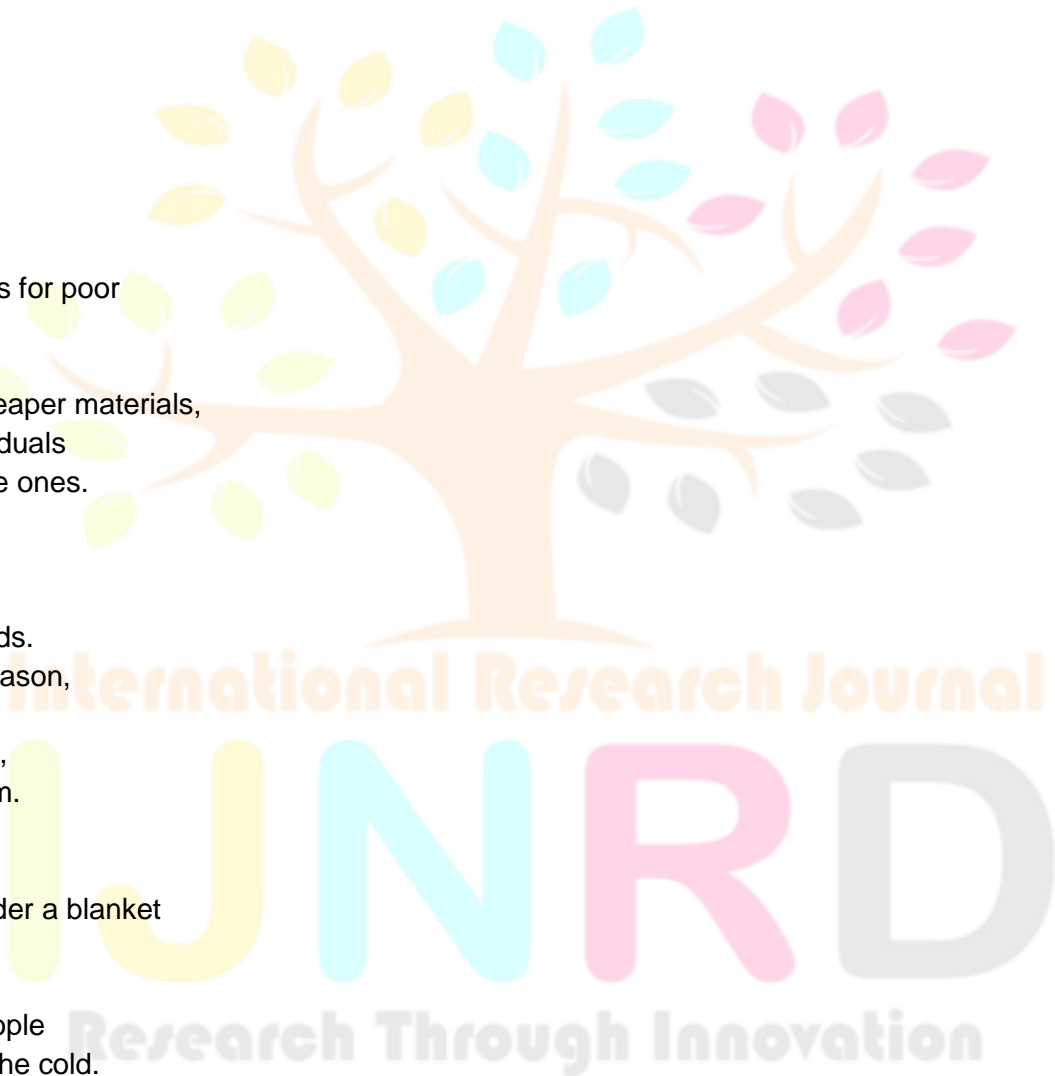 s for poor
eaper materials,
duals
e ones.
ds.
ason,
International Research Journal
,
n.
der a blanket
IJNRD
ople
Research Through Innovation
he cold.